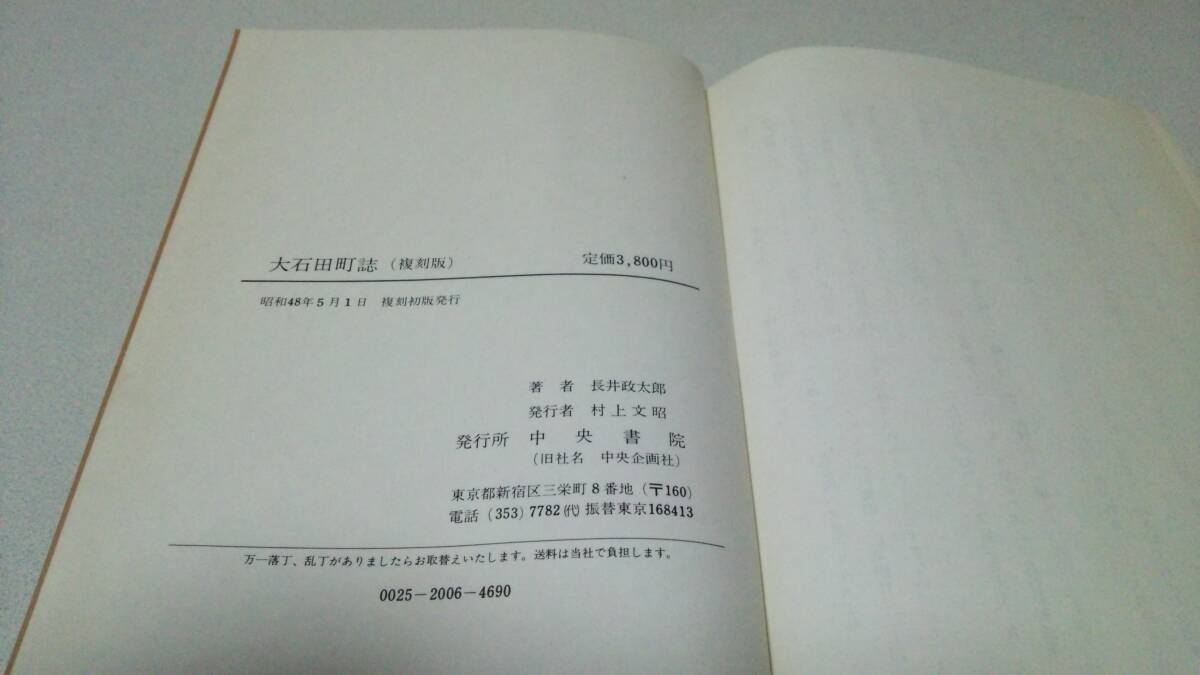 大石田町誌（複刻版） 定価3,800円
昭和48年5月1日 複刻初版発行
著者 長井政太郎
発行者 村上文昭
発行所 中央書院
（旧社名 中央企画社）
東京都新宿区三栄町8番地（〒160）
電話（353）7782㈹振替東京168413
万一落丁、乱丁がありましたらお取替えいたします。送料は当社で負担します。
0025－2006－4690